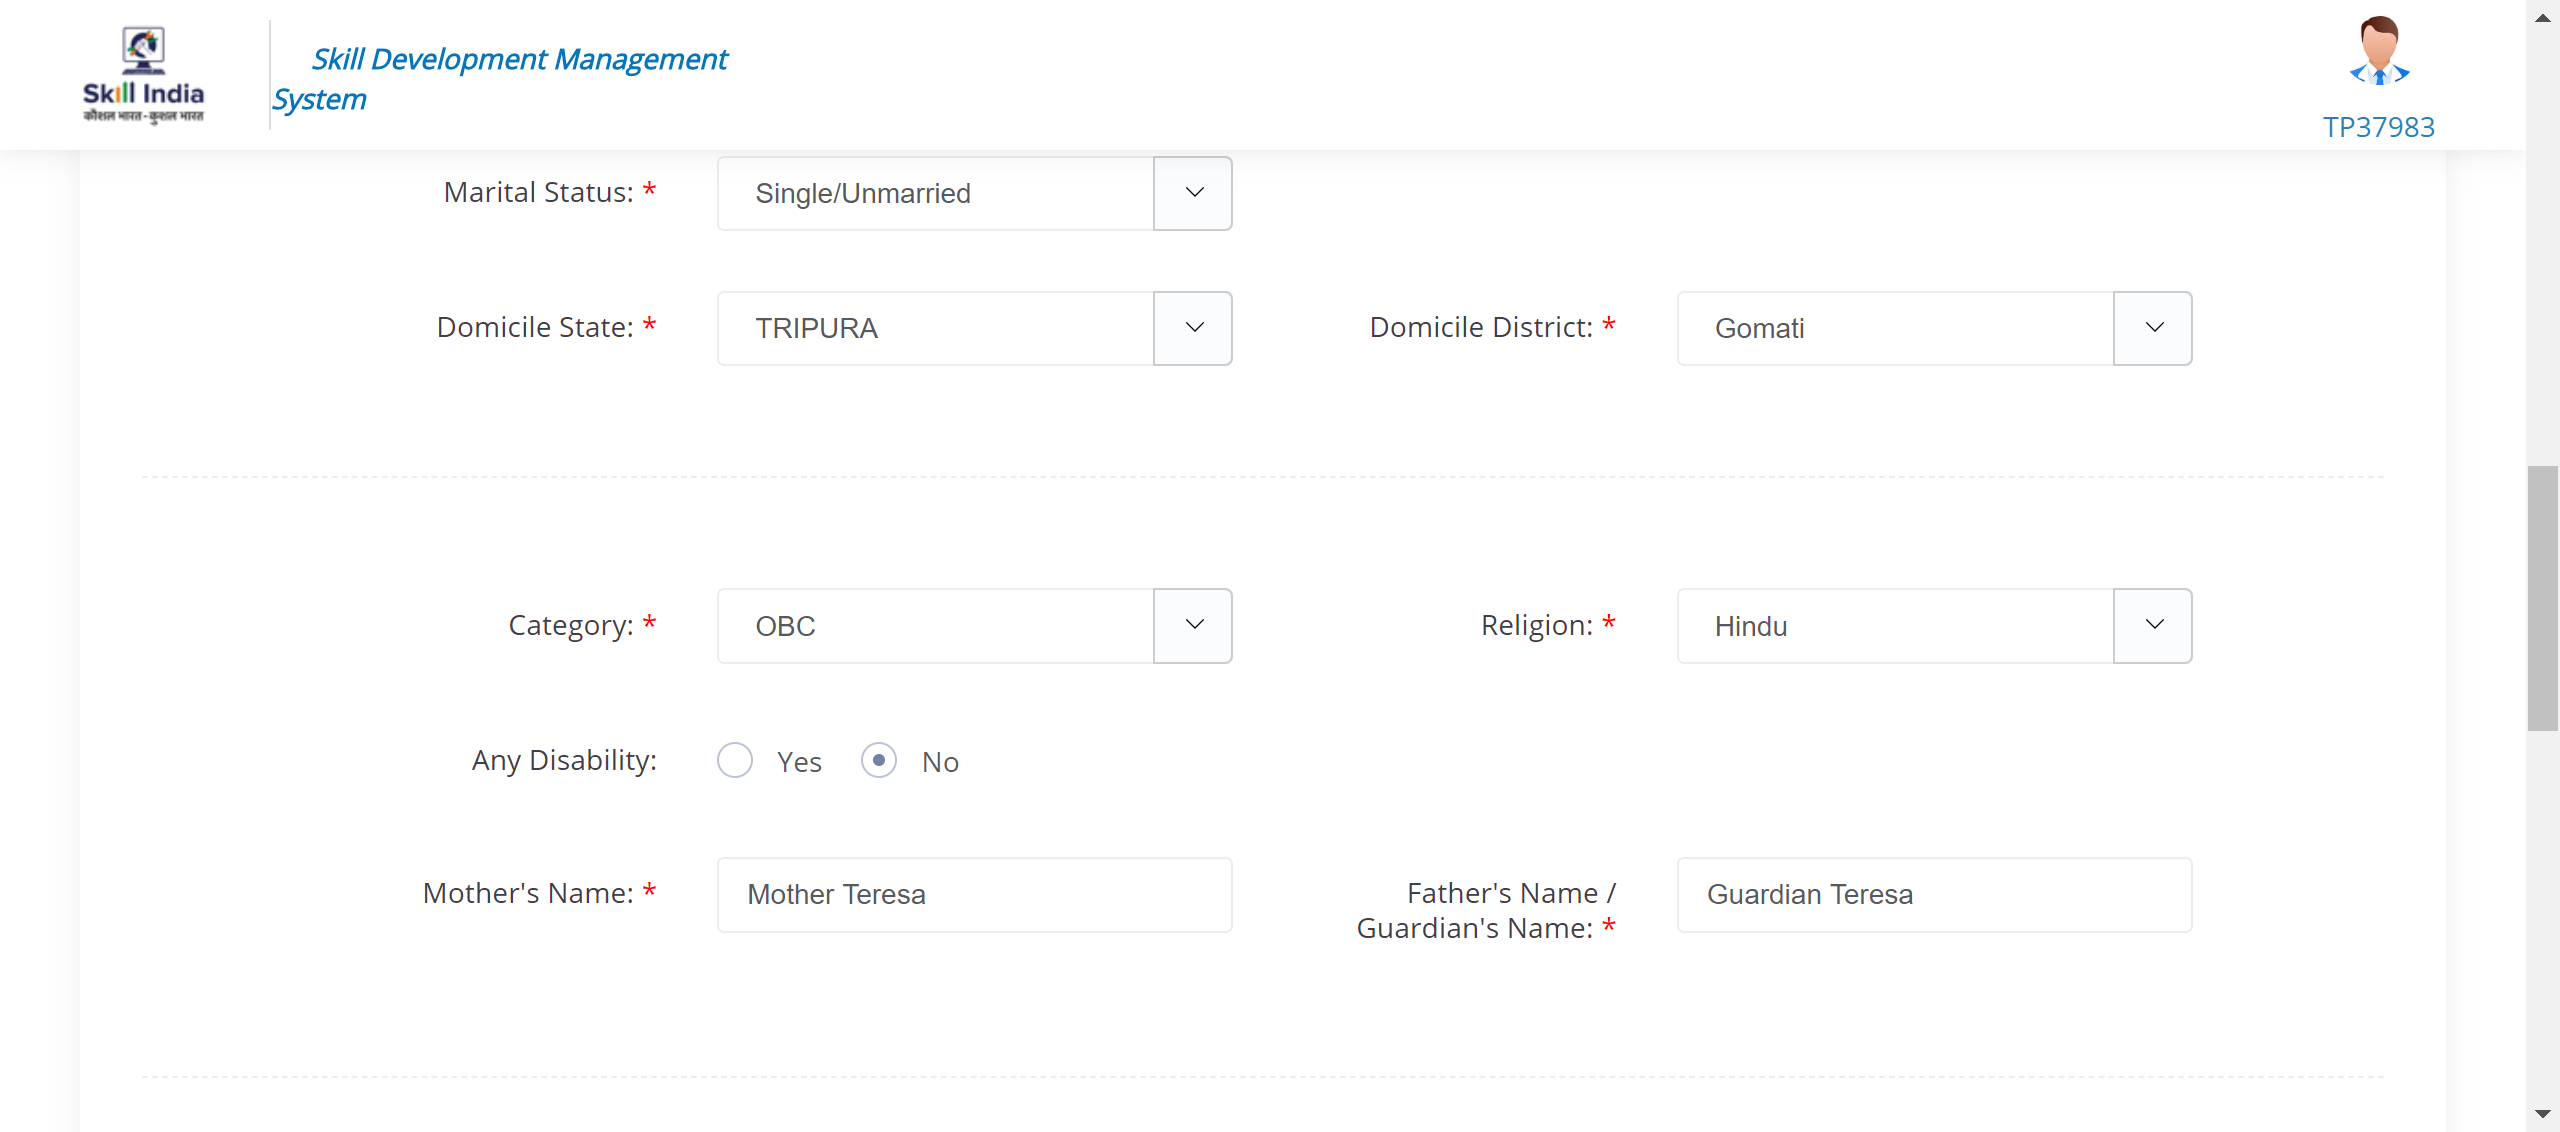 Skill India
कौशल भारत - कुशल भारत
Skill Development Management
System
TP37983
Marital Status: *
Single/Unmarried
Domicile State: *
TRIPURA
Domicile District: *
Gomati
Category: *
OBC
Religion: *
Hindu
Any Disability:
Yes
No
Mother's Name: *
Mother Teresa
Father's Name /
Guardian's Name: *
Guardian Teresa